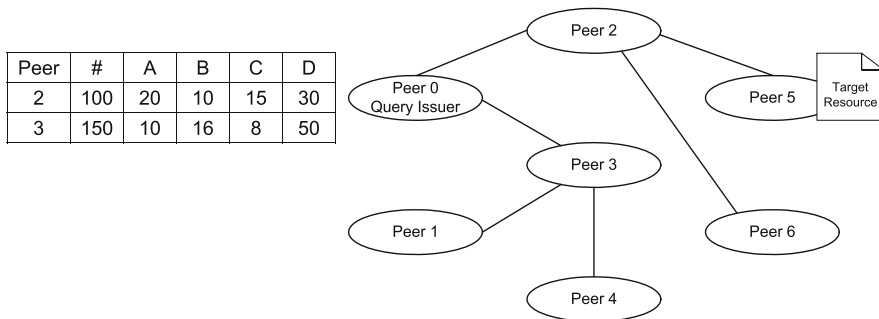 Peer # A B C D
2 100 20 10 15 30
3 150 10 16 8 50
Peer 2
Peer 0
Query Issuer
Peer 5
Target
Resource
Peer 3
Peer 1
Peer 6
Peer 4